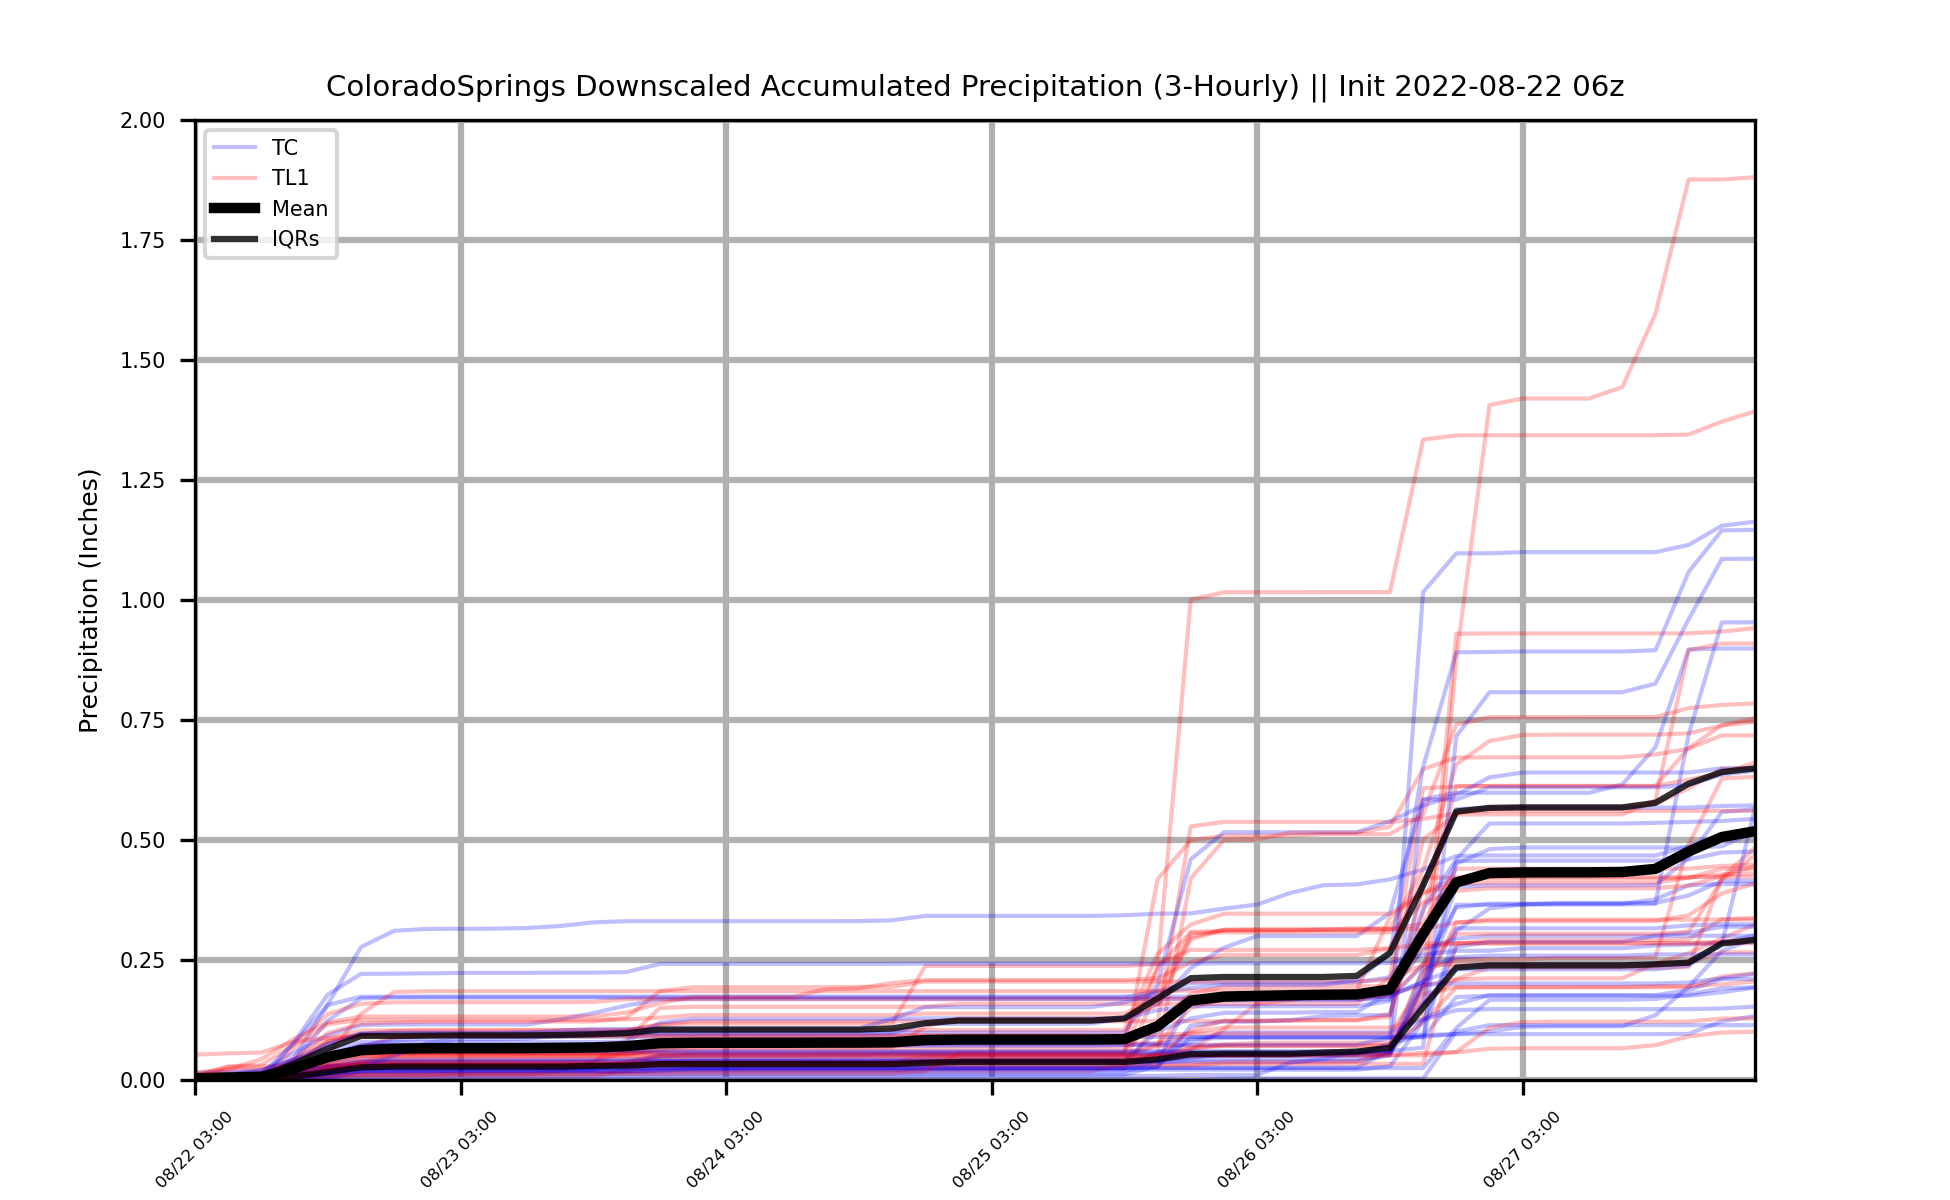 ColoradoSprings Downscaled Accumulated Precipitation (3-Hourly) || Init 2022-08-22 06z
2.00
1.75
1.50
1.25
1.00
0.75
0.50
0.25
0.00
Precipitation (Inches)
TC
TL1
Mean
IQRs
08/22 03:00
08/23 03:00
08/24 03:00
08/25 03:00
08/26 03:00
08/27 03:00